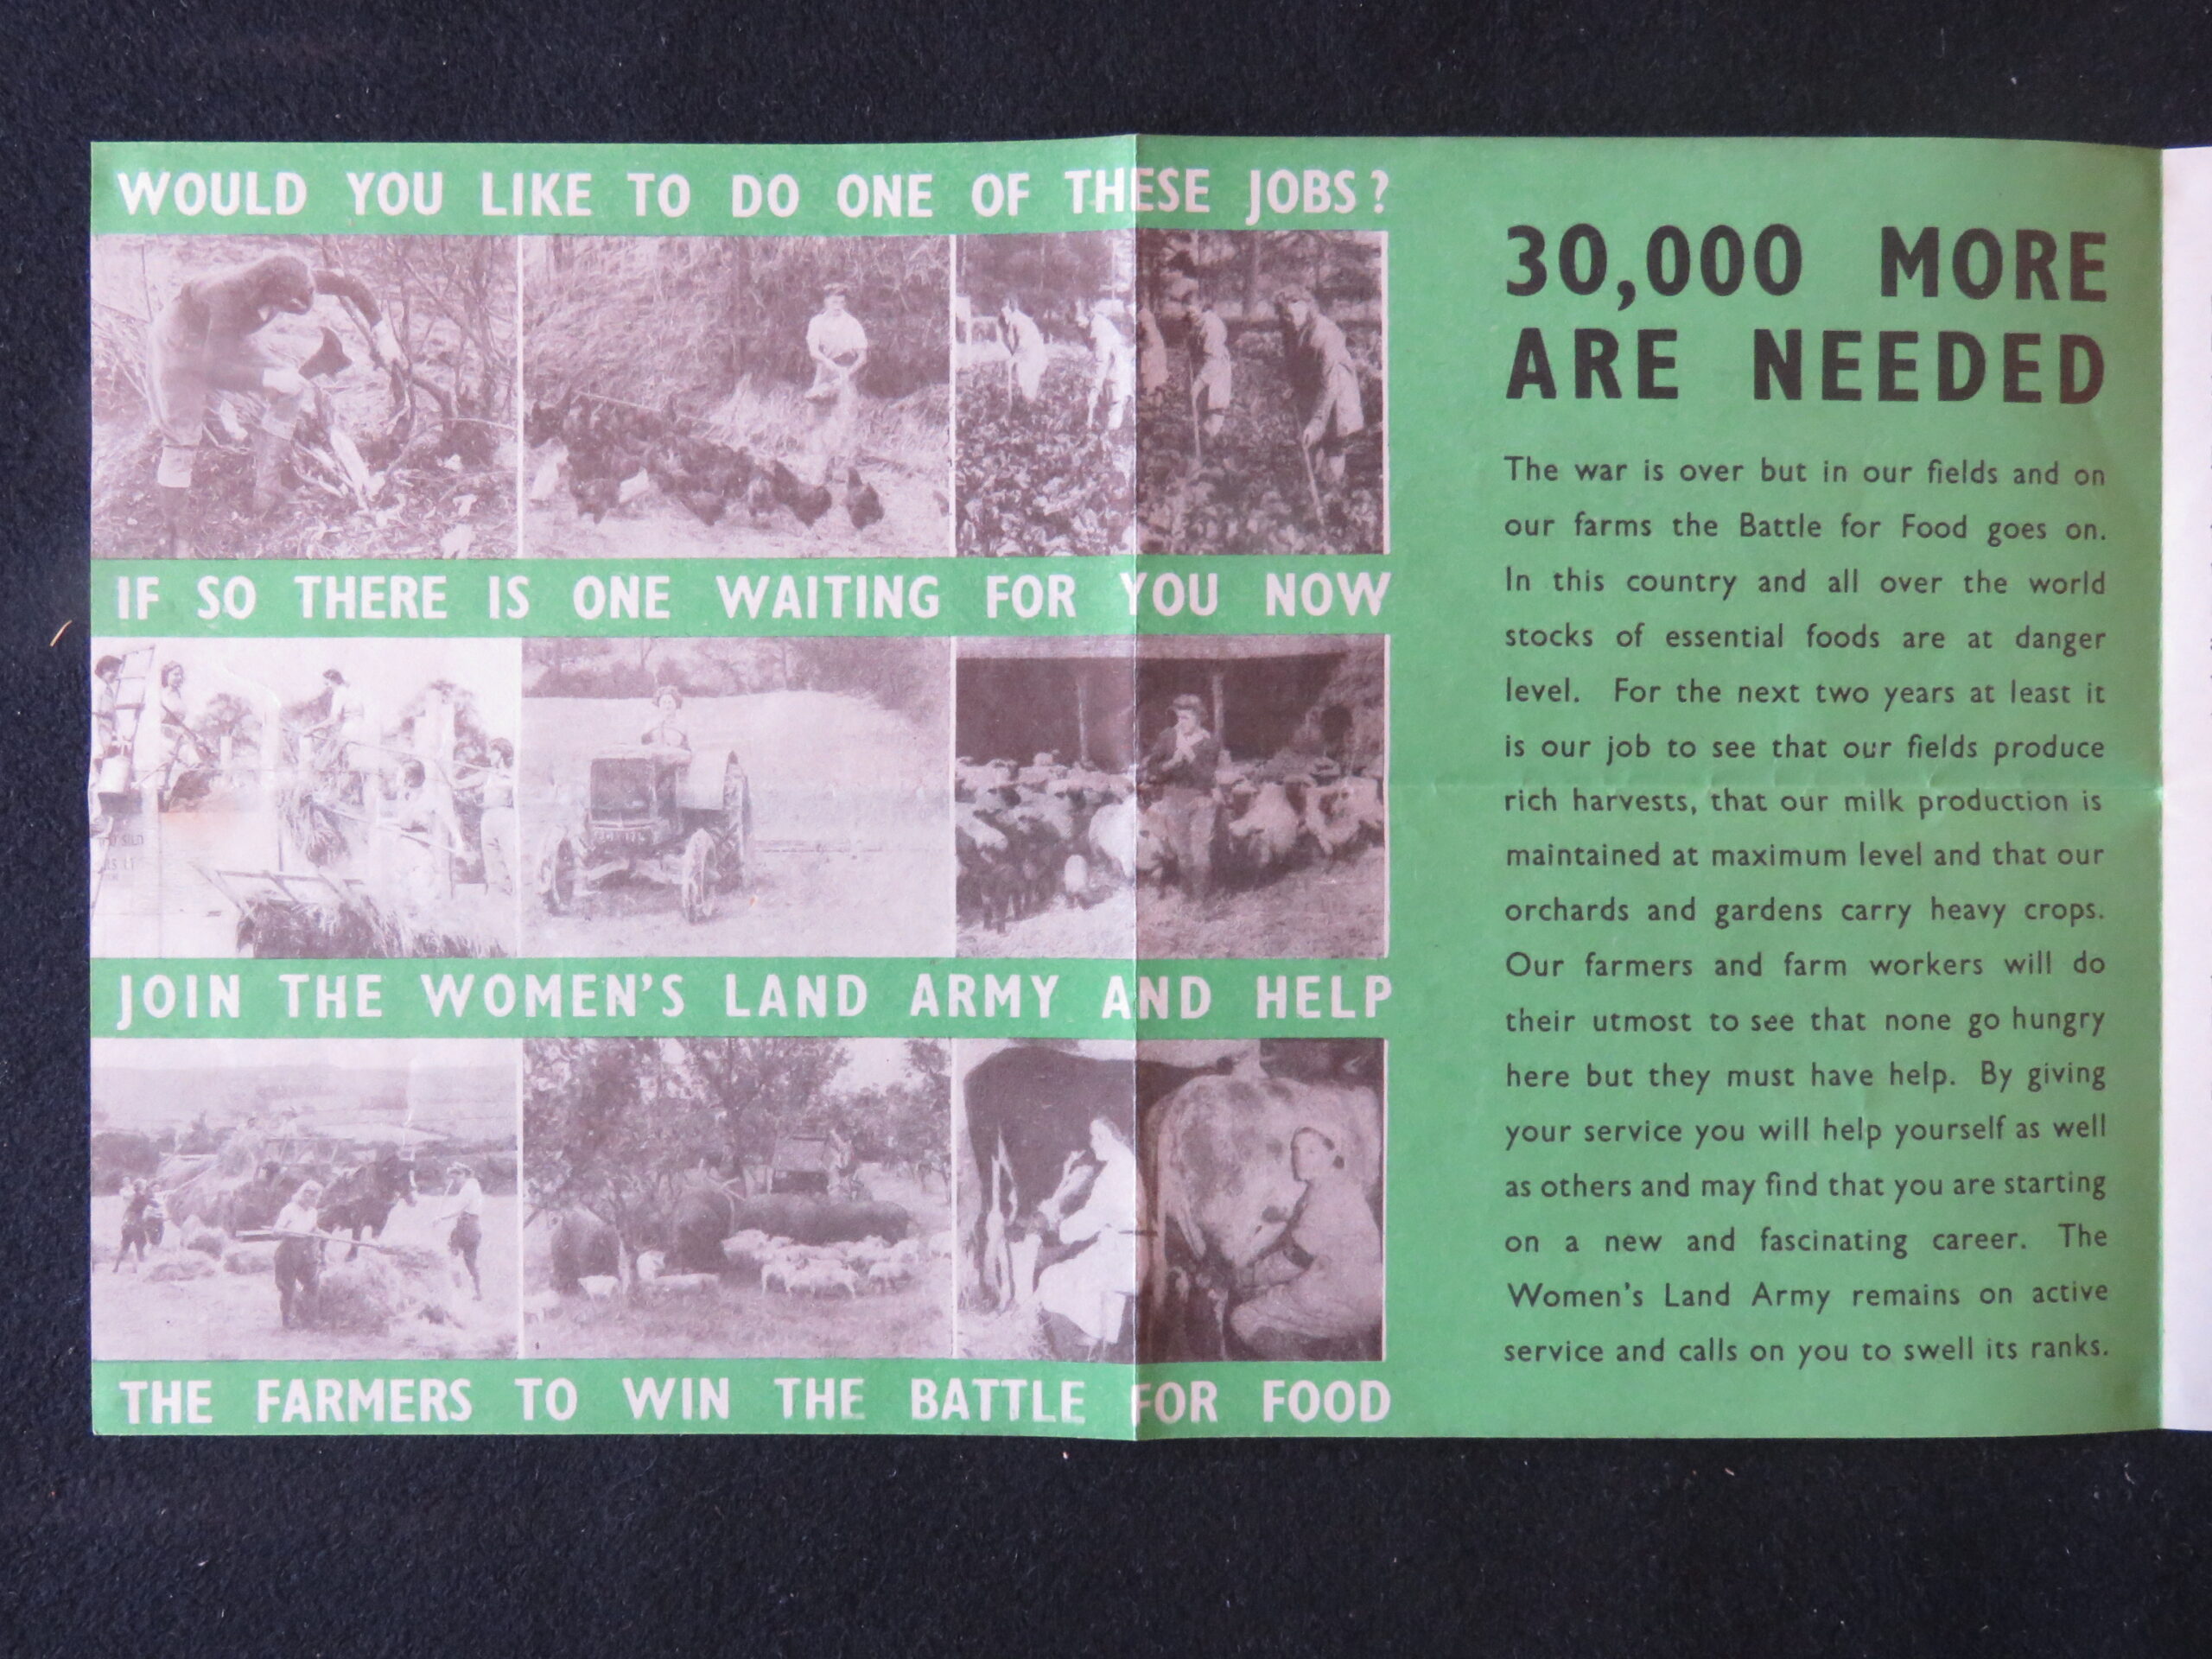 WOULD YOU LIKE TO DO ONE OF THESE JOBS?
IF SO THERE IS ONE WAITING FOR YOU NOW
JOIN THE WOMEN'S LAND ARMY AND HELP
THE FARMERS TO WIN THE BATTLE FOR FOOD
30,000 MORE
ARE NEEDED
The war is over but in our fields and on
our farms the Battle for Food goes on.
In this country and all over the world
stocks of essential foods are at danger
level. For the next two years at least it
is our job to see that our fields produce
rich harvests, that our milk production is
maintained at maximum level and that our
orchards and gardens carry heavy crops.
Our farmers and farm workers will do
their utmost to see that none go hungry
here but they must have help. By giving
your service you will help yourself as well
as others and may find that you are starting
on a new and fascinating career. The
Women's Land Army remains on active
service and calls on you to swell its ranks.